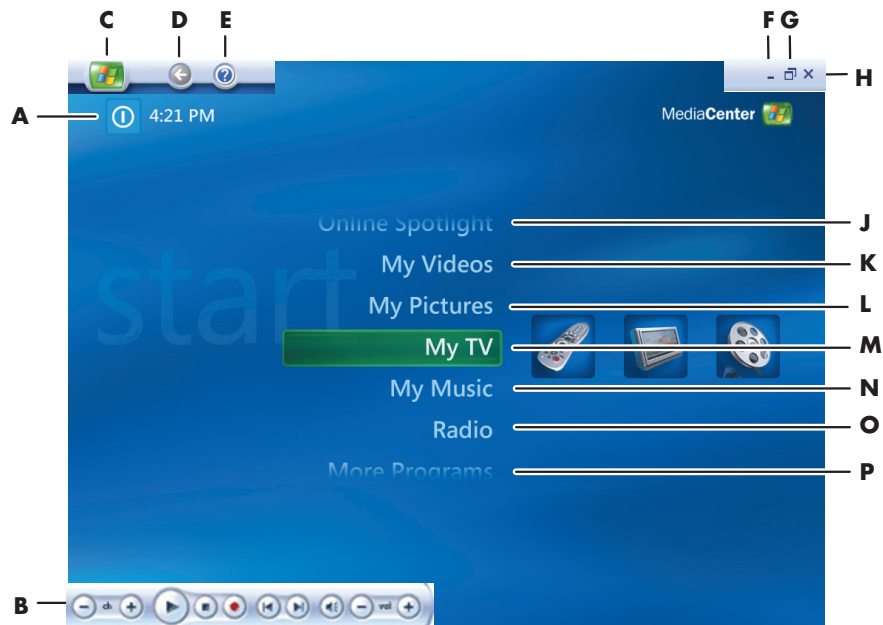 C D E F G
H
A 4:21 PM MediaCenter
start
Online Spotlight J
My Videos K
My Pictures L
My TV M
My Music N
Radio O
More Programs P
B ch vol